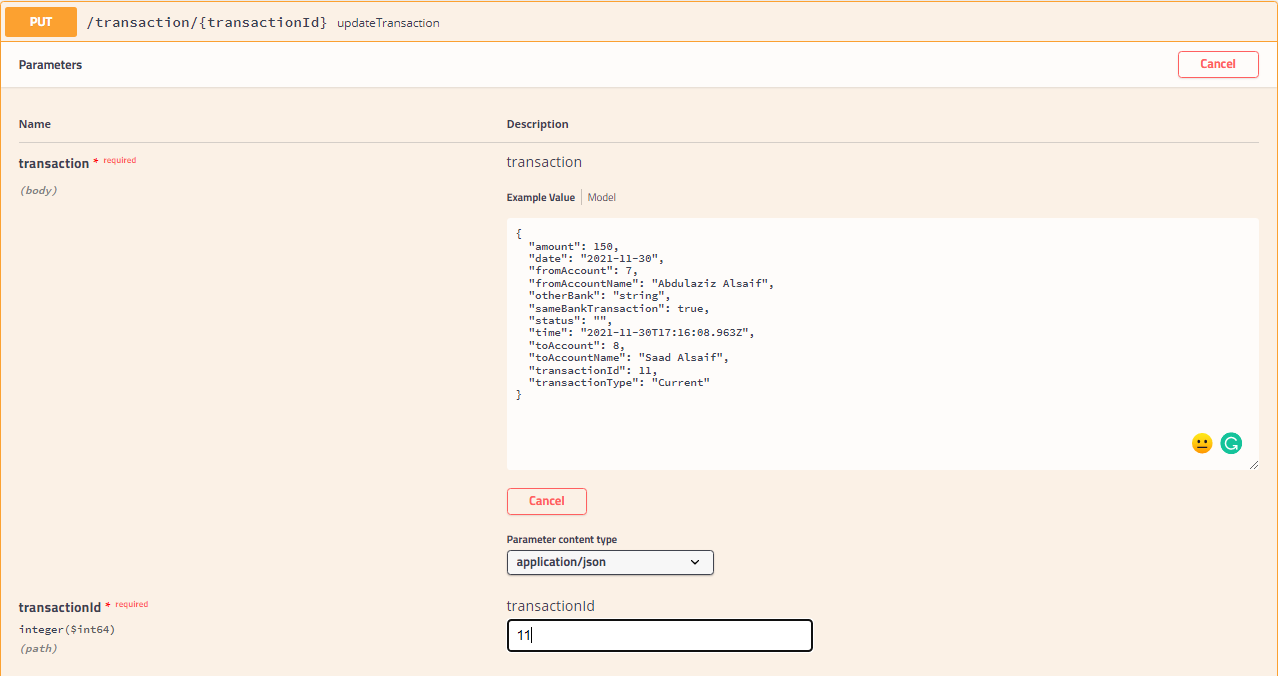 PUT /transaction/{transactionId} updateTransaction
Parameters
Cancel
Name Description
transaction * required
(body)
transaction
Example Value Model
{
"amount": 150,
"date": "2021-11-30",
"fromAccount": 7,
"fromAccountName": "Abdulaziz Alsaif",
"otherBank": "string",
"sameBankTransaction": true,
"status": "",
"time": "2021-11-30T17:16:08.963Z",
"toAccount": 8,
"toAccountName": "Saad Alsaif",
"transactionId": 11,
"transactionType": "Current"
}
Cancel
Parameter content type
application/json
transactionId * required
integer($int64)
(path)
transactionId
11